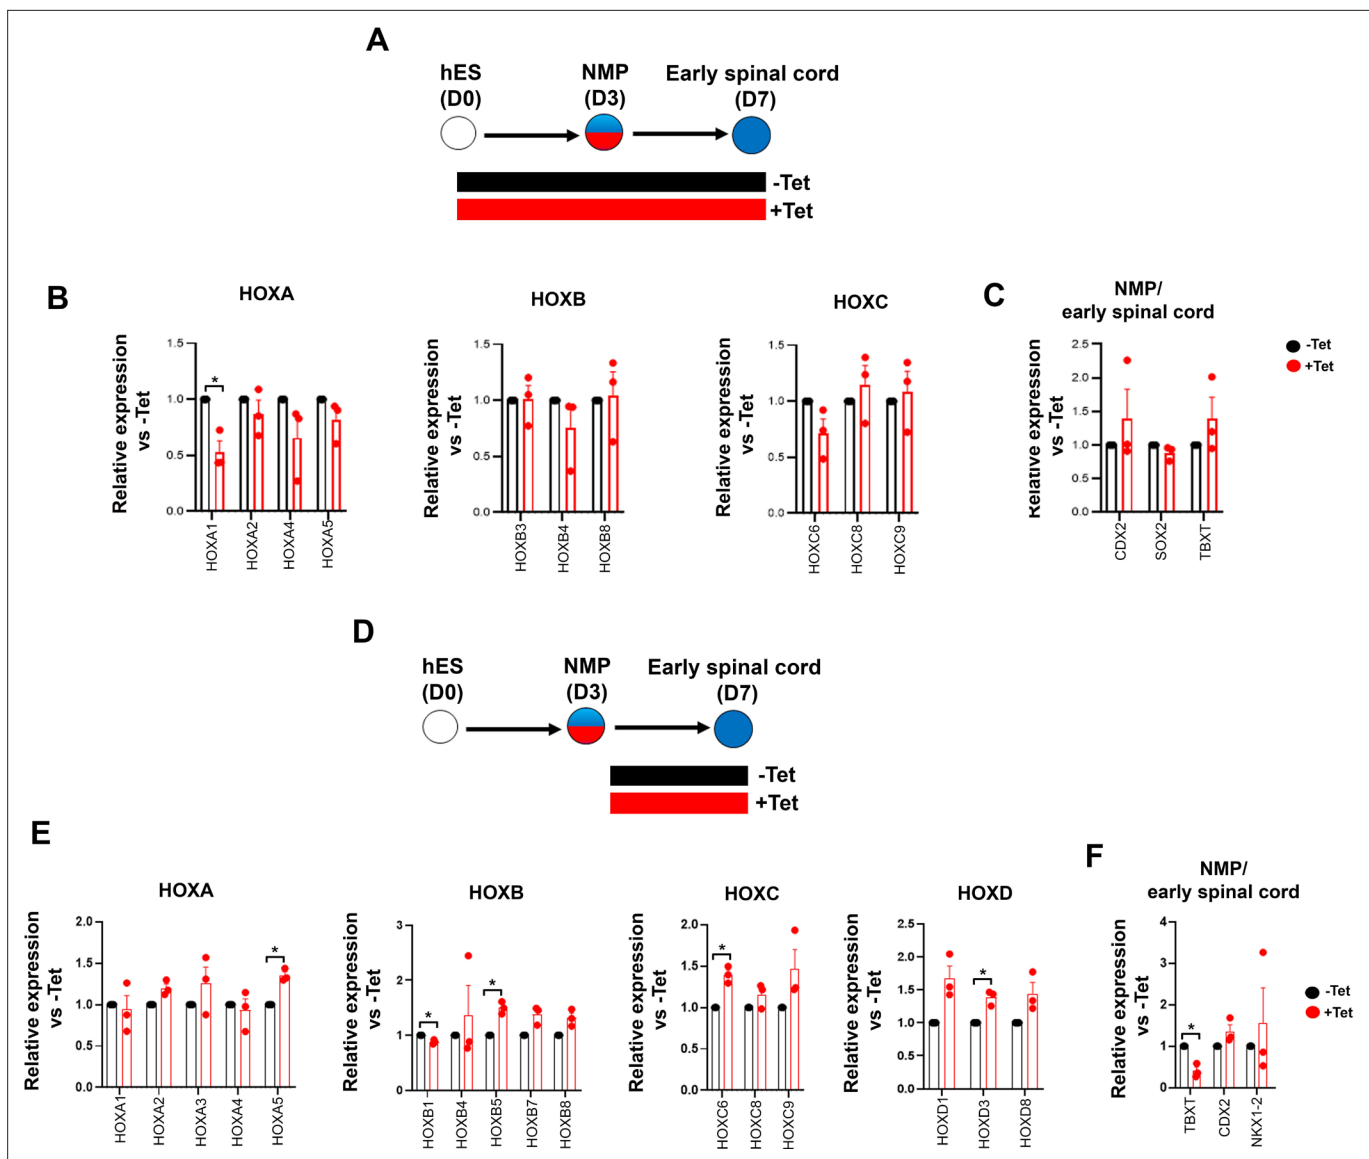 A
hES
(D0)
NMP
(D3)
Early spinal cord
(D7)
-Tet
+Tet
B
HOXA
Relative expression
vs -Tet
1.5
1.0
0.5
0.0
*
HOXA1
HOXA2
HOXA4
HOXA5
HOXB
Relative expression
vs -Tet
1.5
1.0
0.5
0.0
HOXB3
HOXB4
HOXB8
HOXC
Relative expression
vs -Tet
1.5
1.0
0.5
0.0
HOXC6
HOXC8
HOXC9
C
NMP/
early spinal cord
Relative expression
vs -Tet
2.5
2.0
1.5
1.0
0.5
0.0
CDX2
SOX2
TBXT
-Tet
+Tet
D
hES
(D0)
NMP
(D3)
Early spinal cord
(D7)
-Tet
+Tet
E
HOXA
Relative expression
vs -Tet
2.0
1.5
1.0
0.5
0.0
*
HOXA1
HOXA2
HOXA3
HOXA4
HOXA5
HOXB
Relative expression
vs -Tet
3
2
1
0
*
*
HOXB1
HOXB4
HOXB5
HOXB7
HOXB8
HOXC
Relative expression
vs -Tet
2.0
1.5
1.0
0.5
0.0
*
HOXC6
HOXC8
HOXC9
HOXD
Relative expression
vs -Tet
2.5
2.0
1.5
1.0
0.5
0.0
*
HOXD1
HOXD3
HOXD8
F
NMP/
early spinal cord
Relative expression
vs -Tet
4
3
2
1
0
*
TBXT
CDX2
NKX1-2
-Tet
+Tet